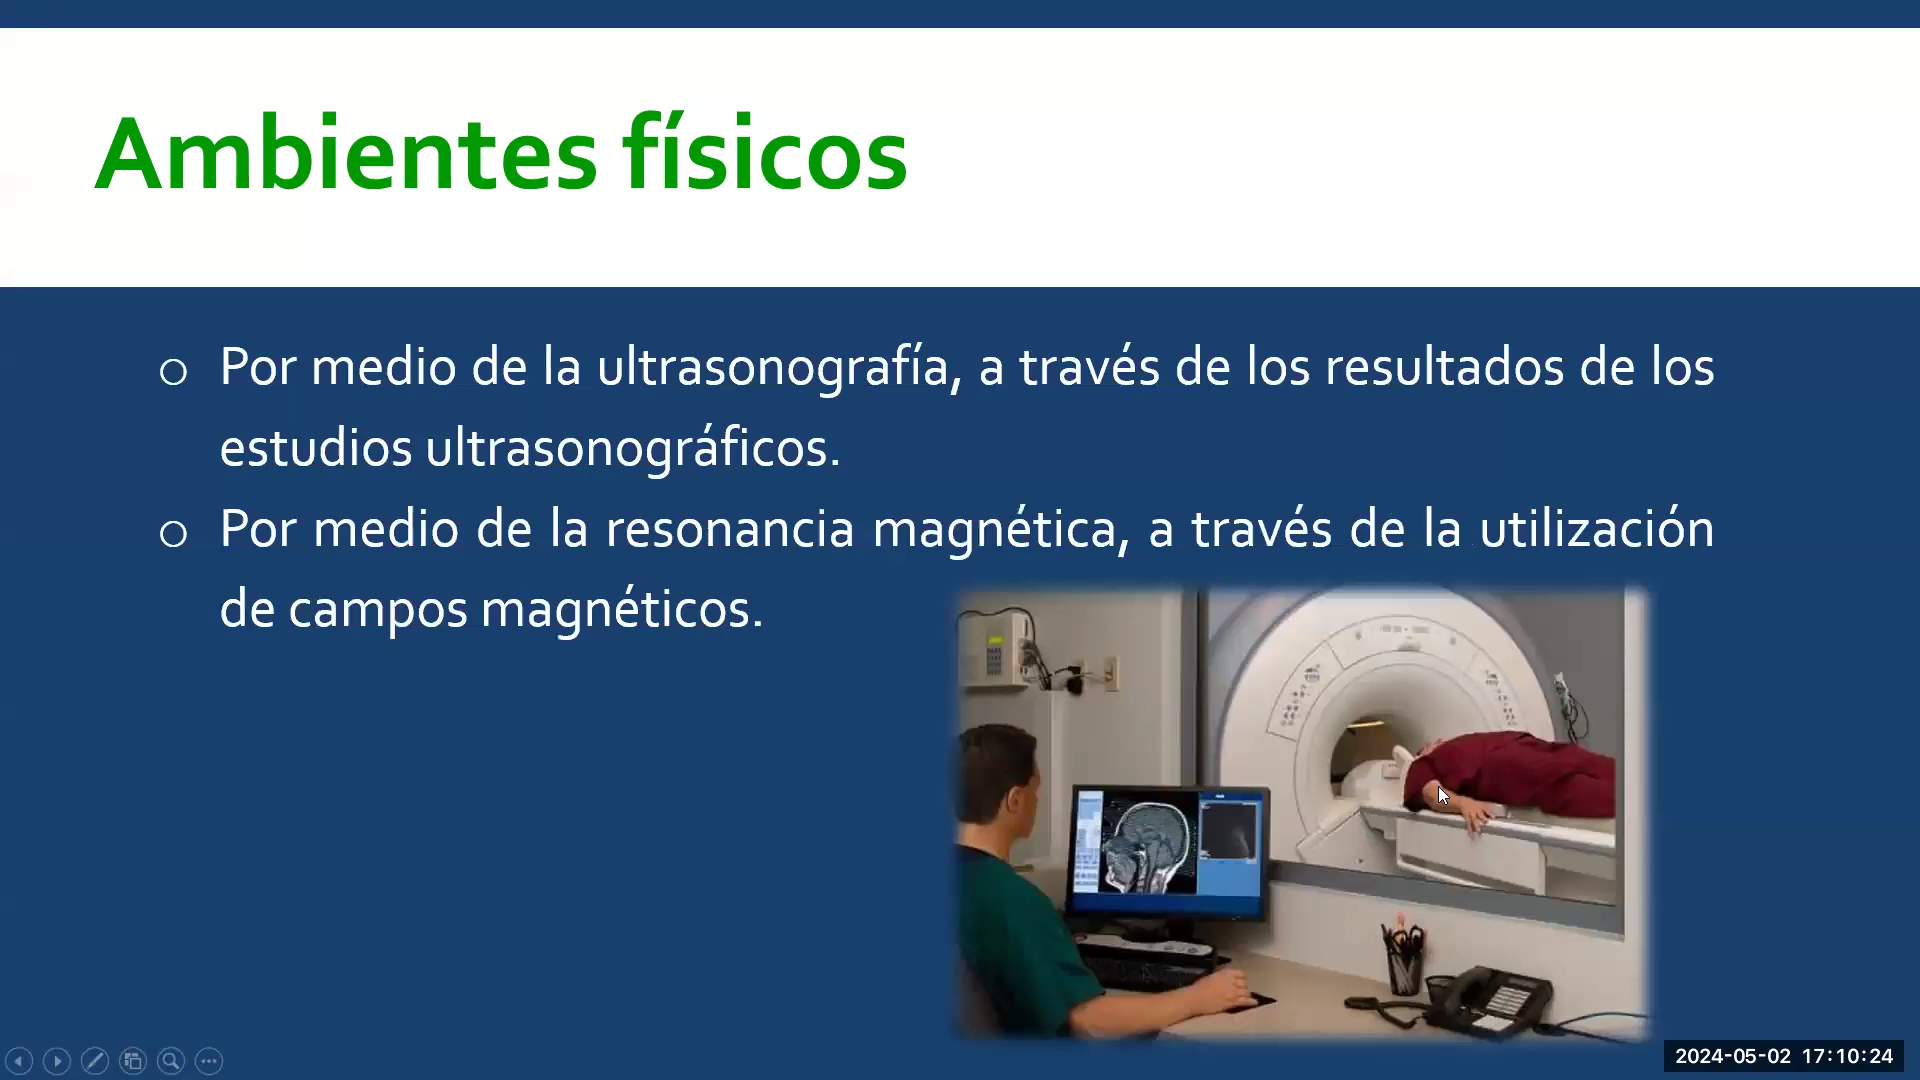 Ambientes físicos
o Por medio de la ultrasonografía, a través de los resultados de los
estudios ultrasonográficos.
o Por medio de la resonancia magnética, a través de la utilización
de campos magnéticos.
2024-05-02 17:10:24